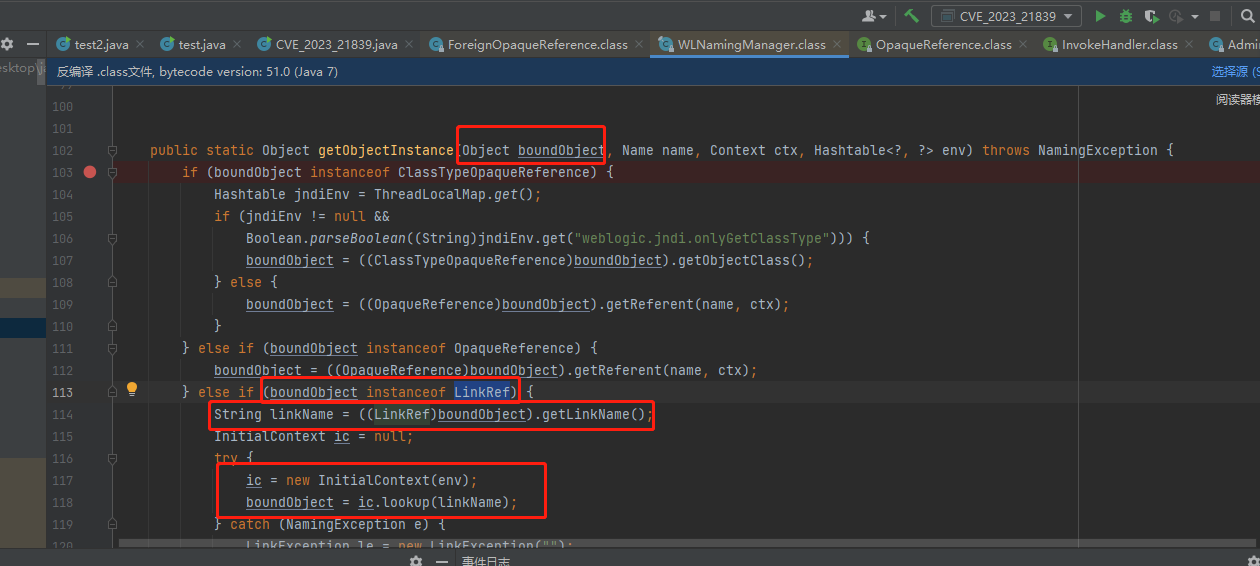 CVE_2023_21839
test2.java
test.java
CVE_2023_21839.java
ForeignOpaqueReference.class
WLNamingManager.class
OpaqueReference.class
InvokeHandler.class
Admi
esktop\j
反编译 .class文件, bytecode version: 51.0 (Java 7)
选择源 (S
阅读器模
100
101
102 public static Object getObjectInstance(Object boundObject, Name name, Context ctx, Hashtable<?, ?> env) throws NamingException {
103 if (boundObject instanceof ClassTypeOpaqueReference) {
104 Hashtable jndiEnv = ThreadLocalMap.get();
105 if (jndiEnv != null &&
106 Boolean.parseBoolean((String)jndiEnv.get("weblogic.jndi.onlyGetClassType"))) {
107 boundObject = ((ClassTypeOpaqueReference)boundObject).getObjectClass();
108 } else {
109 boundObject = ((OpaqueReference)boundObject).getReferent(name, ctx);
110 }
111 } else if (boundObject instanceof OpaqueReference) {
112 boundObject = ((OpaqueReference)boundObject).getReferent(name, ctx);
113 } else if (boundObject instanceof LinkRef) {
114 String linkName = ((LinkRef)boundObject).getLinkName();
115 InitialContext ic = null;
116 try {
117 ic = new InitialContext(env);
118 boundObject = ic.lookup(linkName);
119 } catch (NamingException e) {
120 LinkException le = new LinkException("");
事件日志